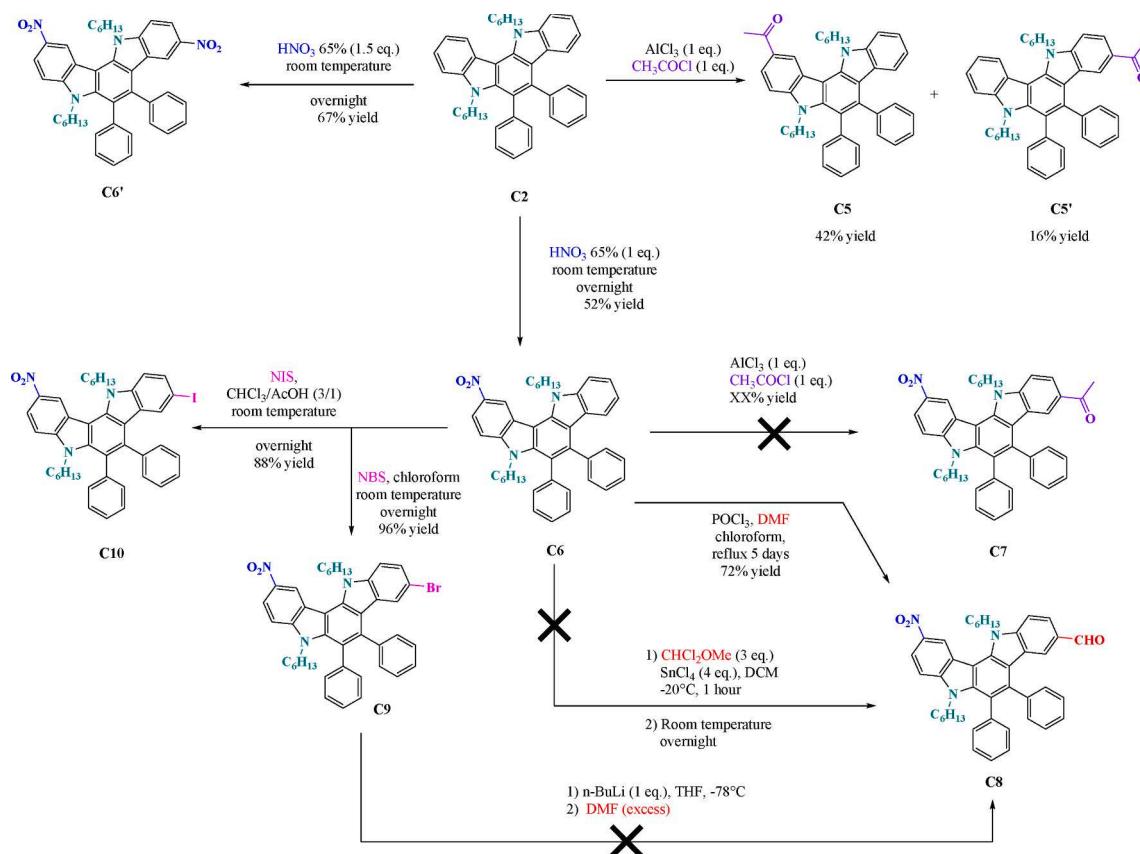 O₂N
C₆H₁₃
N
NO₂
N
C₆H₁₃
C6'
HNO₃ 65% (1.5 eq.)
room temperature
overnight
67% yield
C₆H₁₃
N
N
C₆H₁₃
C2
AlCl₃ (1 eq.)
CH₃COCl (1 eq.)
O
C₆H₁₃
N
N
C₆H₁₃
C5
42% yield
+
C₆H₁₃
N
O
N
C₆H₁₃
C5'
16% yield
HNO₃ 65% (1 eq.)
room temperature
overnight
52% yield
O₂N
C₆H₁₃
N
I
N
C₆H₁₃
C10
NIS,
CHCl₃/AcOH (3/1)
room temperature
overnight
88% yield
NBS, chloroform
room temperature
overnight
96% yield
O₂N
C₆H₁₃
N
N
C₆H₁₃
C6
AlCl₃ (1 eq.)
CH₃COCl (1 eq.)
XX% yield
O₂N
C₆H₁₃
N
O
N
C₆H₁₃
C7
POCl₃, DMF
chloroform,
reflux 5 days
72% yield
O₂N
C₆H₁₃
N
Br
N
C₆H₁₃
C9
1) CHCl₂OMe (3 eq.)
SnCl₄ (4 eq.), DCM
-20°C, 1 hour
2) Room temperature
overnight
O₂N
C₆H₁₃
N
CHO
N
C₆H₁₃
C8
1) n-BuLi (1 eq.), THF, -78°C
2) DMF (excess)